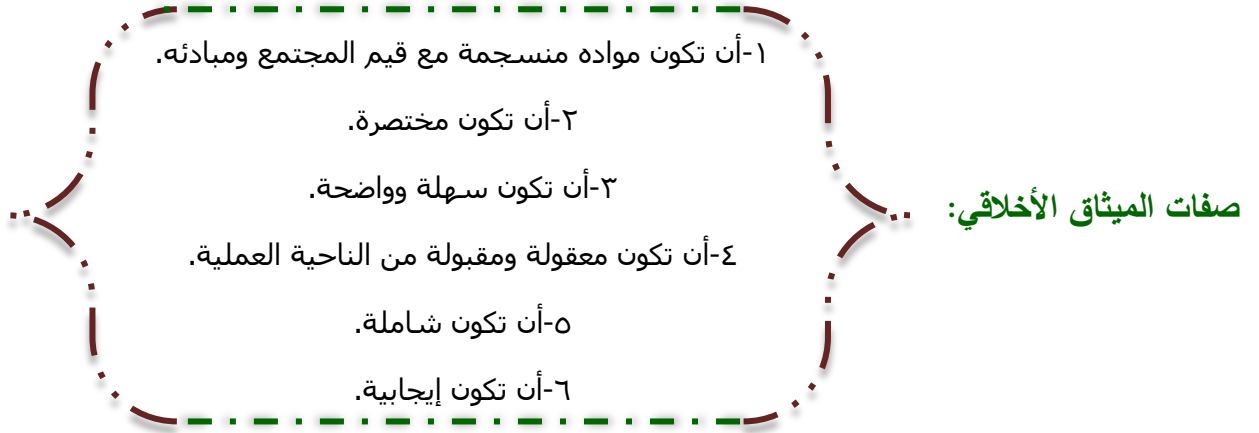 صفات الميثاق الأخلاقي:
١-أن تكون مواده منسجمة مع قيم المجتمع ومبادئه.
٢-أن تكون مختصرة.
٣-أن تكون سهلة وواضحة.
٤-أن تكون معقولة ومقبولة من الناحية العملية.
٥-أن تكون شاملة.
٦-أن تكون إيجابية.